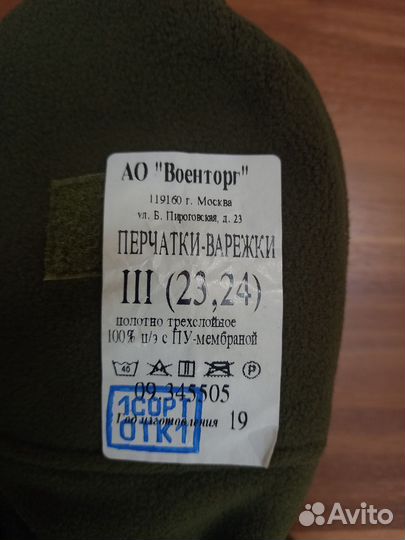 АО "Военторг"
119160 г. Москва
ул. Б. Пироговская, д. 23
ПЕРЧАТКИ-ВАРЕЖКИ
III (23,24)
полотно трехслойное
100% п/э с ПУ-мембраной
40 P
09.345505
1СОРТ
Год изготовления 19
ОТК1
Avito